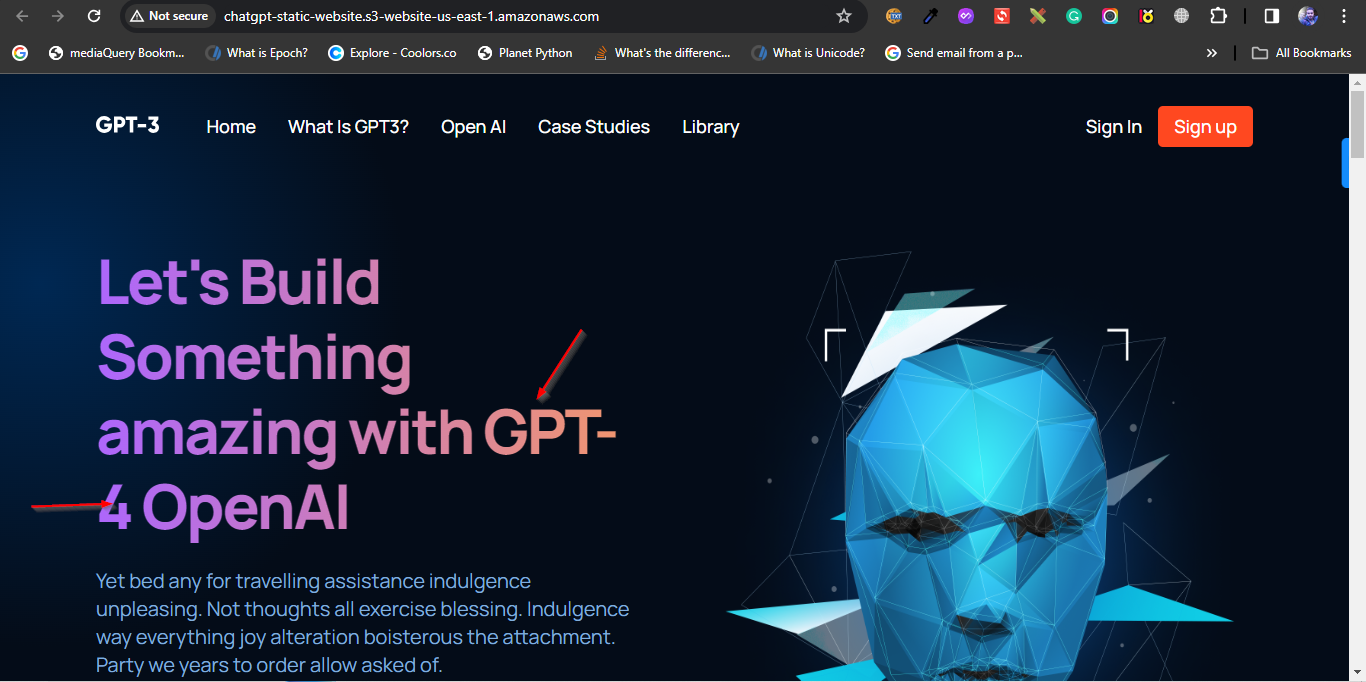 Not secure chatgpt-static-website.s3-website-us-east-1.amazonaws.com
mediaQuery Bookm... What is Epoch? Explore - Coolors.co Planet Python What's the differenc... What is Unicode? Send email from a p... » All Bookmarks
GPT-3 Home What Is GPT3? Open AI Case Studies Library Sign In Sign up
Let's Build
Something
amazing with GPT-
4 OpenAI
Yet bed any for travelling assistance indulgence
unpleasing. Not thoughts all exercise blessing. Indulgence
way everything joy alteration boisterous the attachment.
Party we years to order allow asked of.